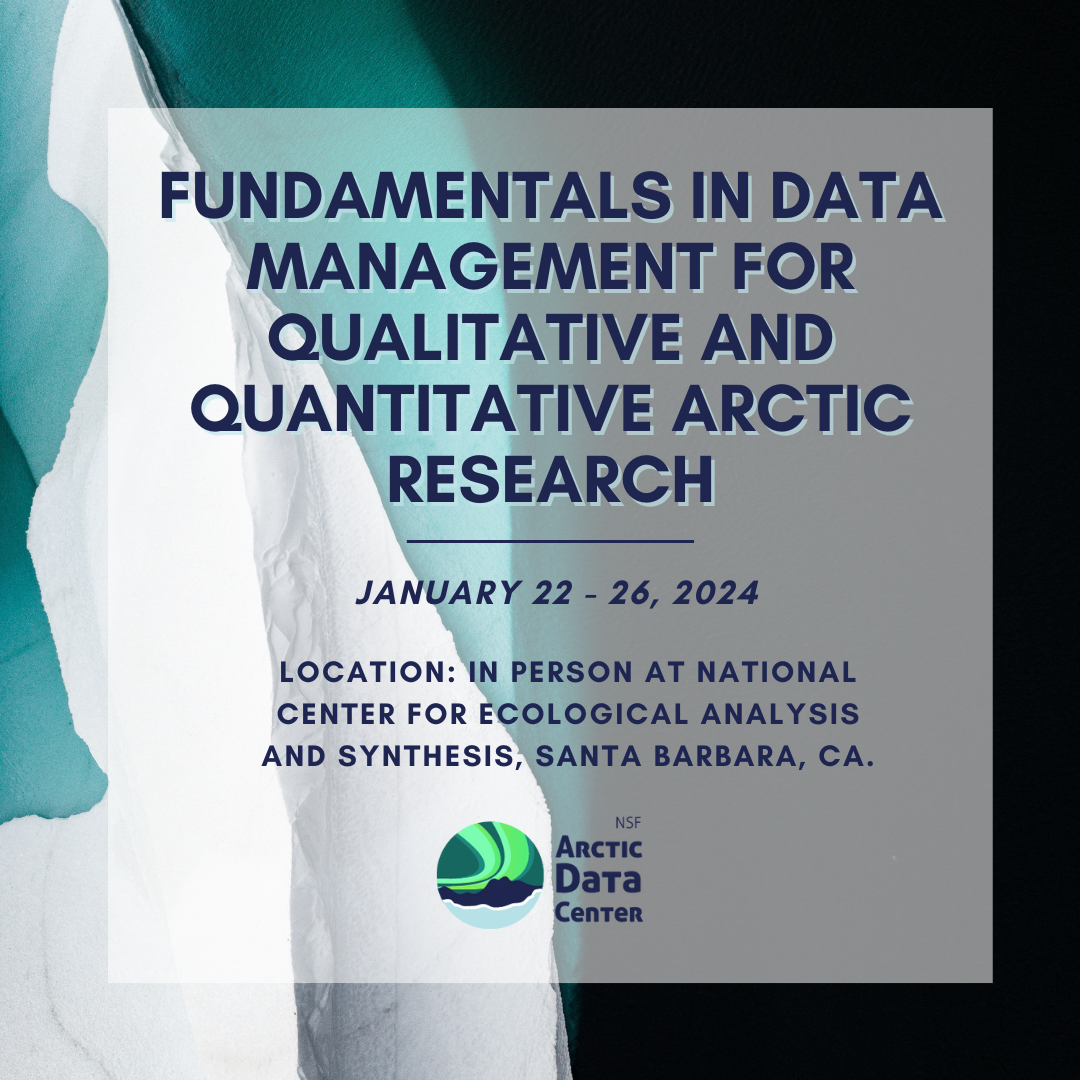 FUNDAMENTALS IN DATA
MANAGEMENT FOR
QUALITATIVE AND
QUANTITATIVE ARCTIC
RESEARCH
JANUARY 22 - 26, 2024
LOCATION: IN PERSON AT NATIONAL
CENTER FOR ECOLOGICAL ANALYSIS
AND SYNTHESIS, SANTA BARBARA, CA.
NSF
ARCTIC
DATA
CENTER